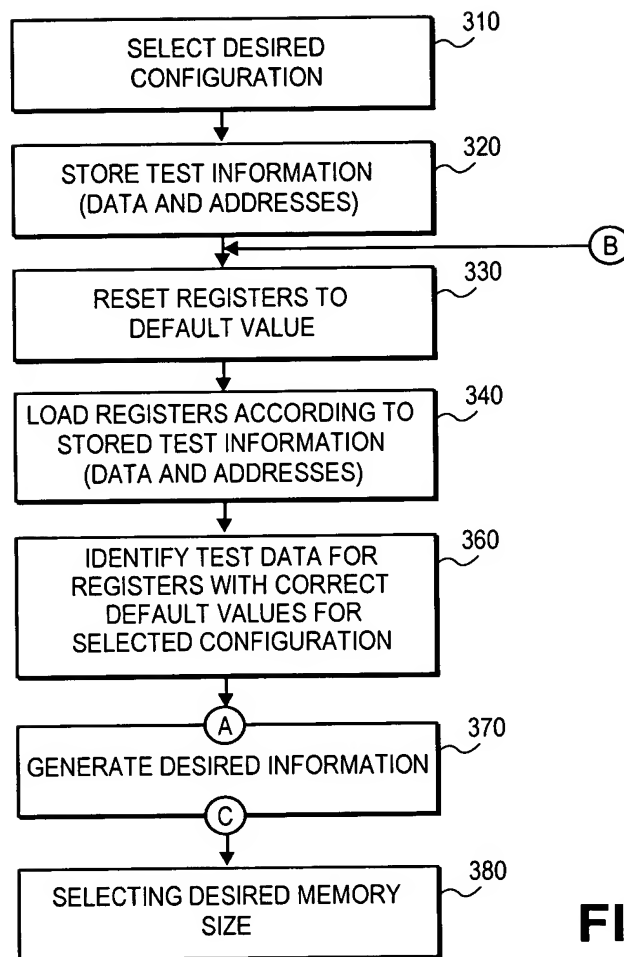 310
SELECT DESIRED
CONFIGURATION
320
STORE TEST INFORMATION
(DATA AND ADDRESSES)
B
330
RESET REGISTERS TO
DEFAULT VALUE
340
LOAD REGISTERS ACCORDING TO
STORED TEST INFORMATION
(DATA AND ADDRESSES)
360
IDENTIFY TEST DATA FOR
REGISTERS WITH CORRECT
DEFAULT VALUES FOR
SELECTED CONFIGURATION
A
370
GENERATE DESIRED INFORMATION
C
380
SELECTING DESIRED MEMORY
SIZE
FI